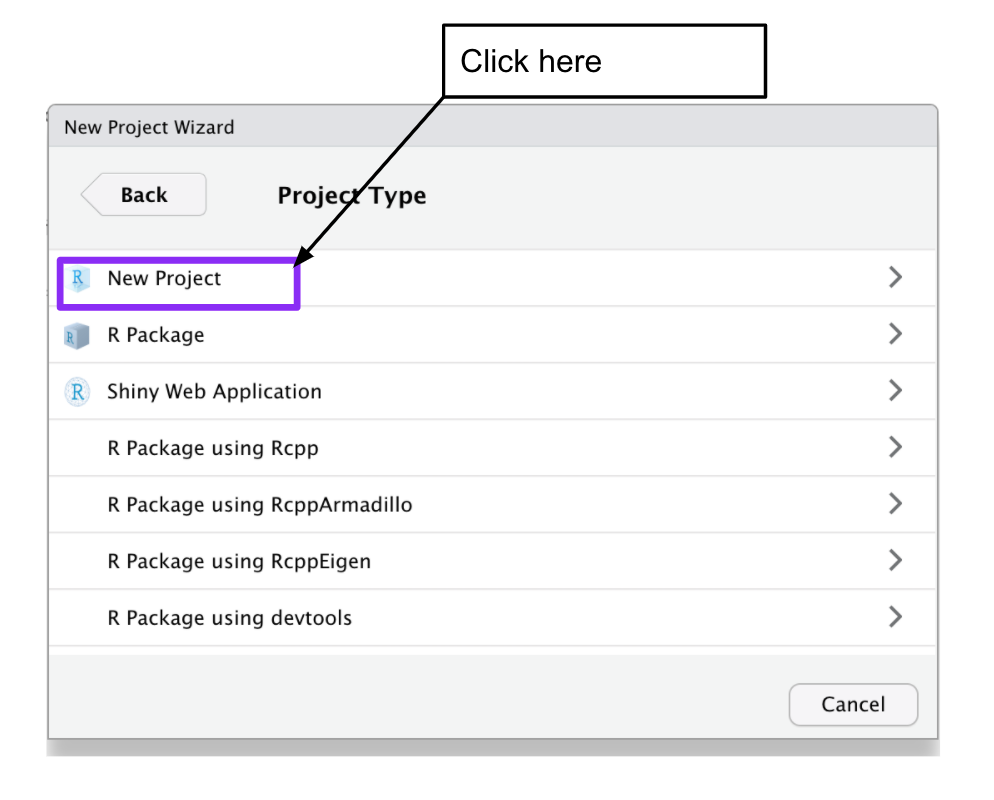 Click here
New Project Wizard
Back
Project Type
R New Project
R R Package
R Shiny Web Application
R Package using Rcpp
R Package using RcppArmadillo
R Package using RcppEigen
R Package using devtools
Cancel